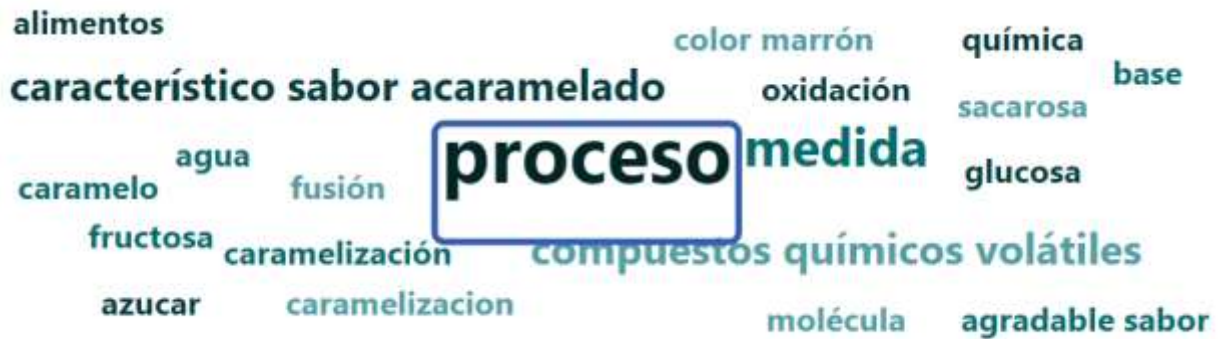 alimentos
color marrón
química
base
característico sabor acaramelado
oxidación
sacarosa
proceso
medida
agua
glucosa
caramelo
fusión
fructosa
caramelización
compuestos químicos volátiles
azucar
caramelizacion
molécula
agradable sabor